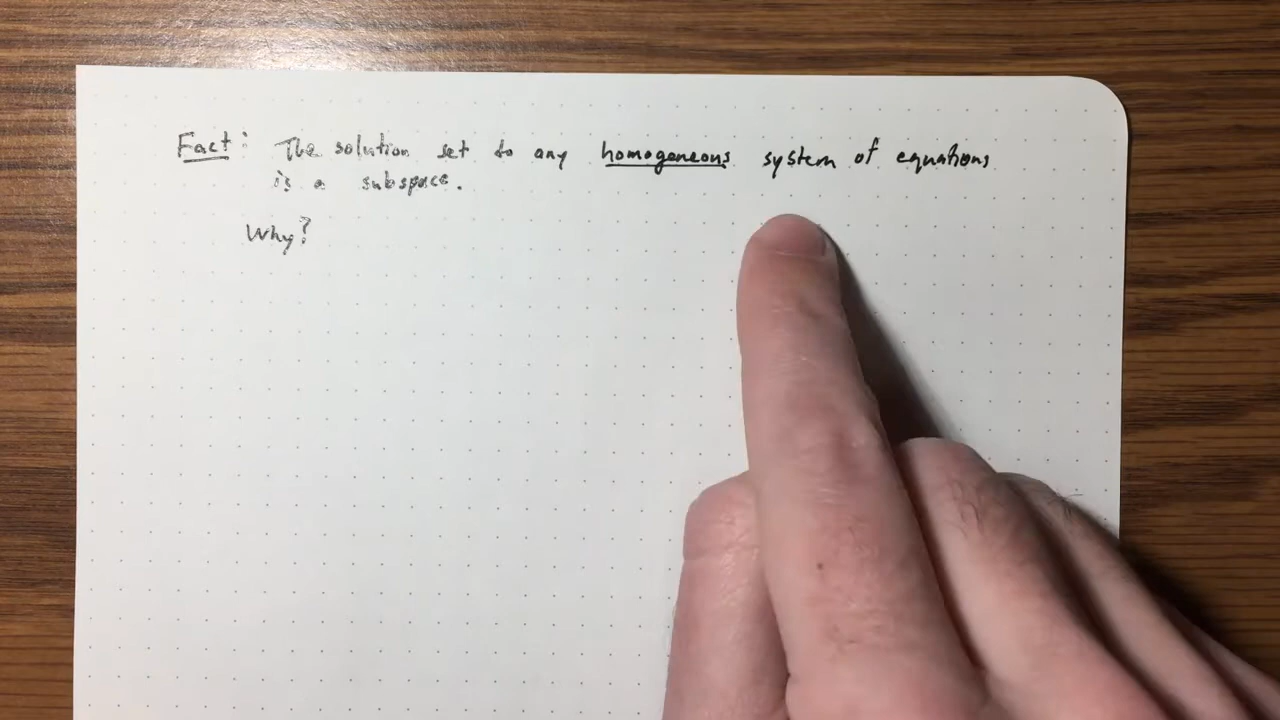 Fact: The solution set to any homogeneous system of equations
is a subspace.
Why?